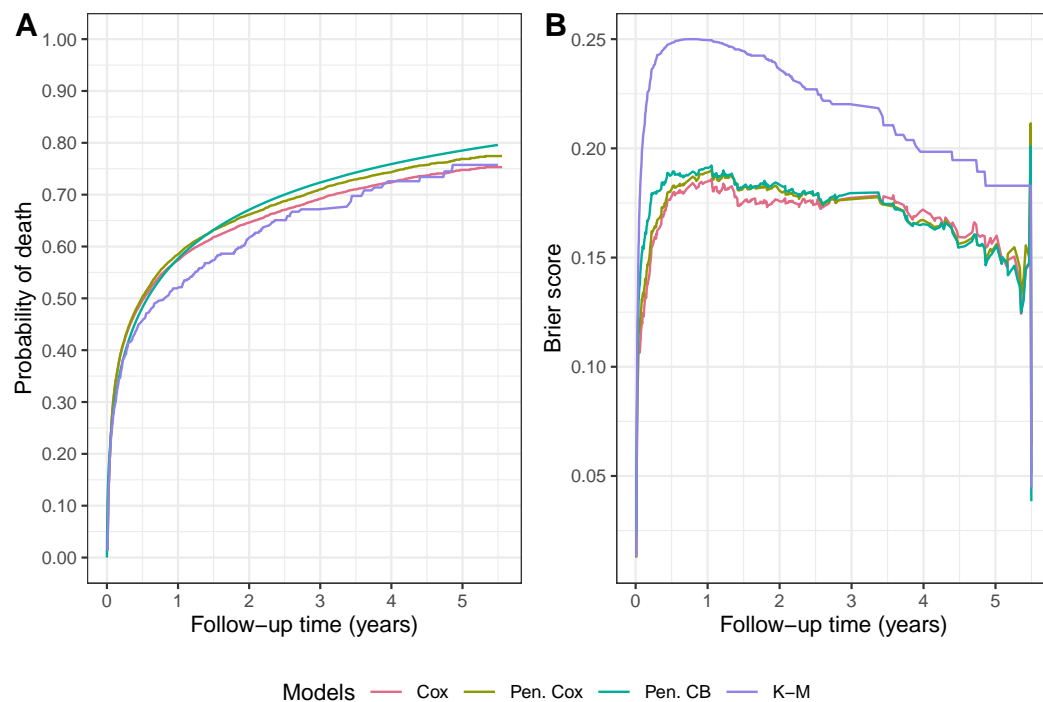 A
B
Probability of death
1.00
0.90
0.80
0.70
0.60
0.50
0.40
0.30
0.20
0.10
0.00
0 1 2 3 4 5
Follow−up time (years)
Brier score
0.25
0.20
0.15
0.10
0.05
0 1 2 3 4 5
Follow−up time (years)
Models Cox Pen. Cox Pen. CB K−M